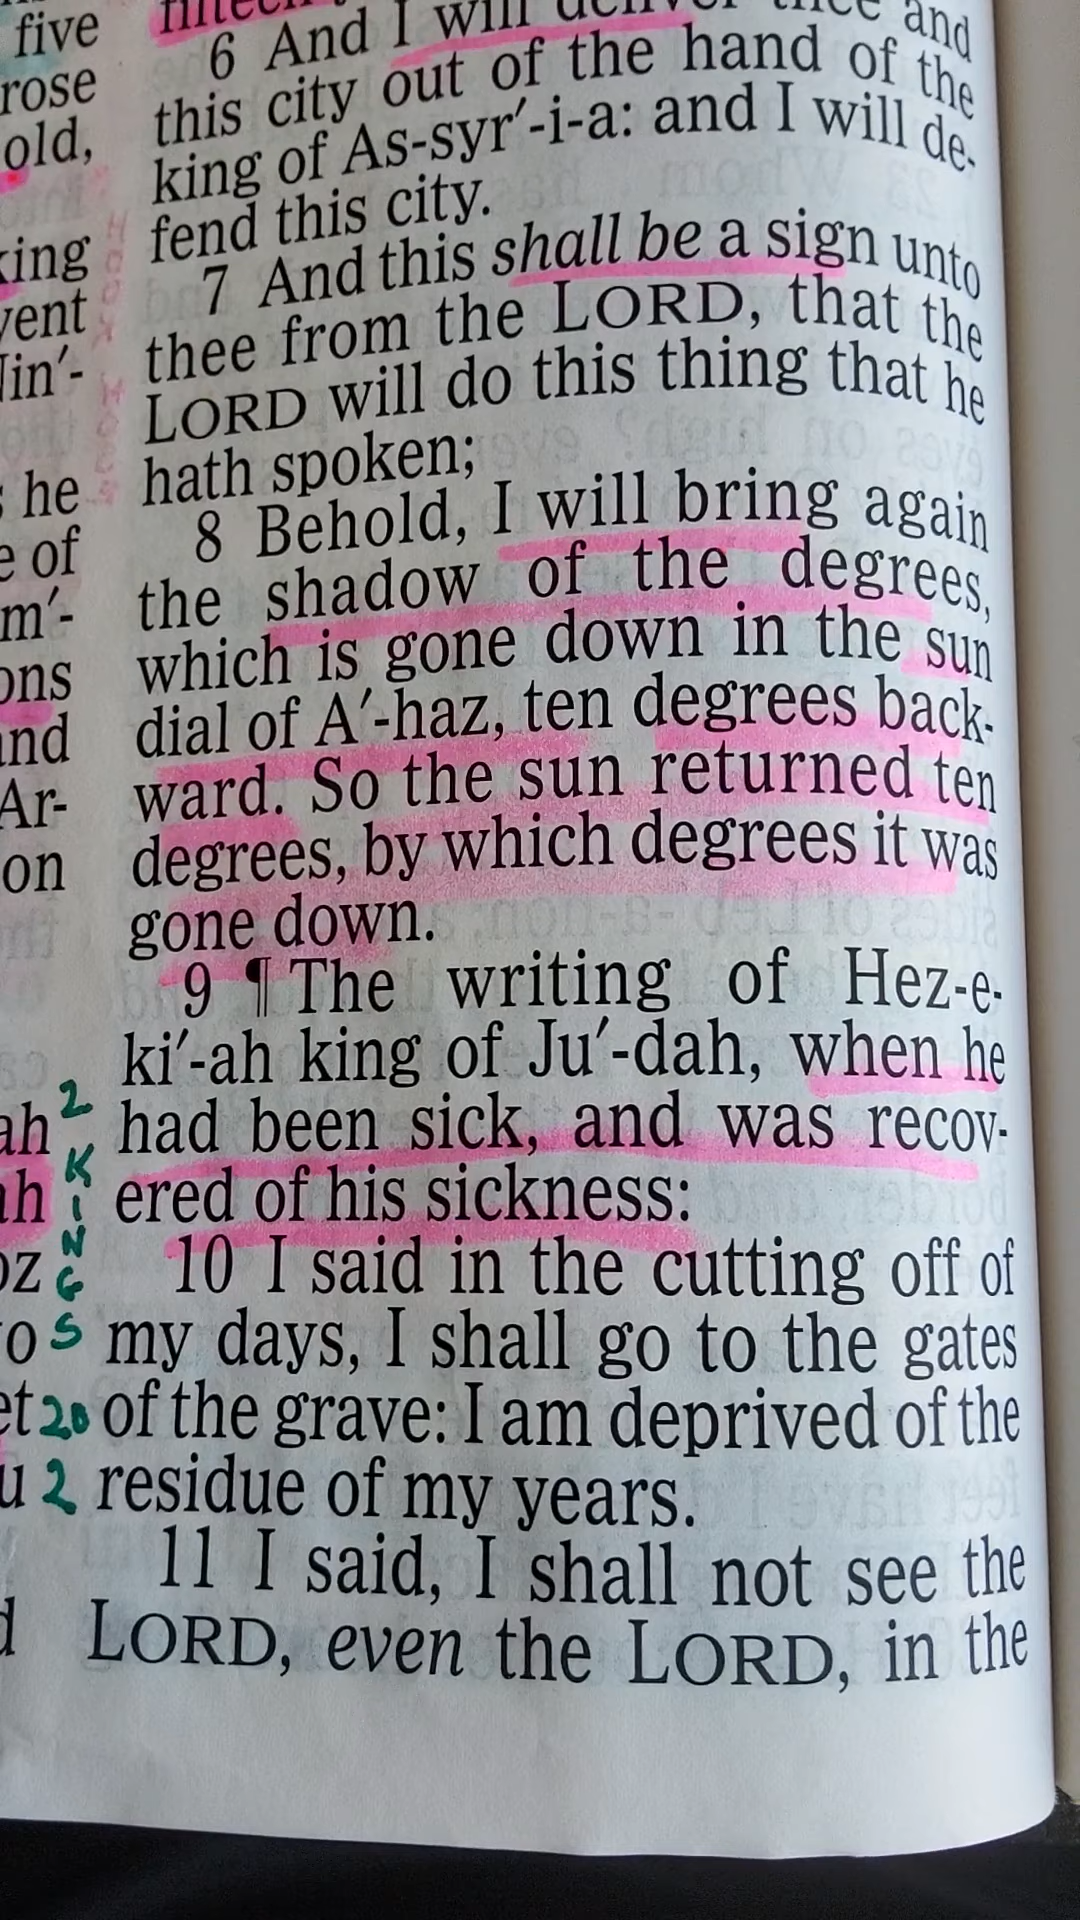 five
rose
old,
king
he
of
m′-
ons
and
Ar-
on
ah
oz
et
2
K
I
N
G
S
20
2
6 And I will deliver thee and
this city out of the hand of the
king of As-syr′-i-a: and I will de-
fend this city.
7 And this shall be a sign unto
thee from the LORD, that the
LORD will do this thing that he
hath spoken;
8 Behold, I will bring again
the shadow of the degrees,
which is gone down in the sun
dial of A′-haz, ten degrees back-
ward. So the sun returned ten
degrees, by which degrees it was
gone down.
9 ¶ The writing of Hez-e-
ki′-ah king of Ju′-dah, when he
had been sick, and was recov-
ered of his sickness:
10 I said in the cutting off of
my days, I shall go to the gates
of the grave: I am deprived of the
residue of my years.
11 I said, I shall not see the
LORD, even the LORD, in the